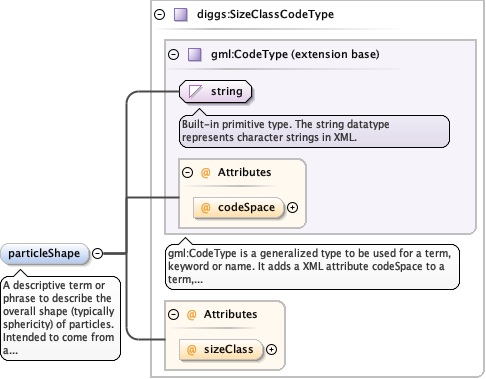 diggs:SizeClassCodeType
gml:CodeType (extension base)
string
Built-in primitive type. The string datatype
represents character strings in XML.
@ Attributes
@ codeSpace
gml:CodeType is a generalized type to be used for a term,
keyword or name. It adds a XML attribute codeSpace to a
term,...
particleShape
A descriptive term or
phrase to describe the
overall shape (typically
sphericity) of particles.
Intended to come from
a...
@ Attributes
@ sizeClass